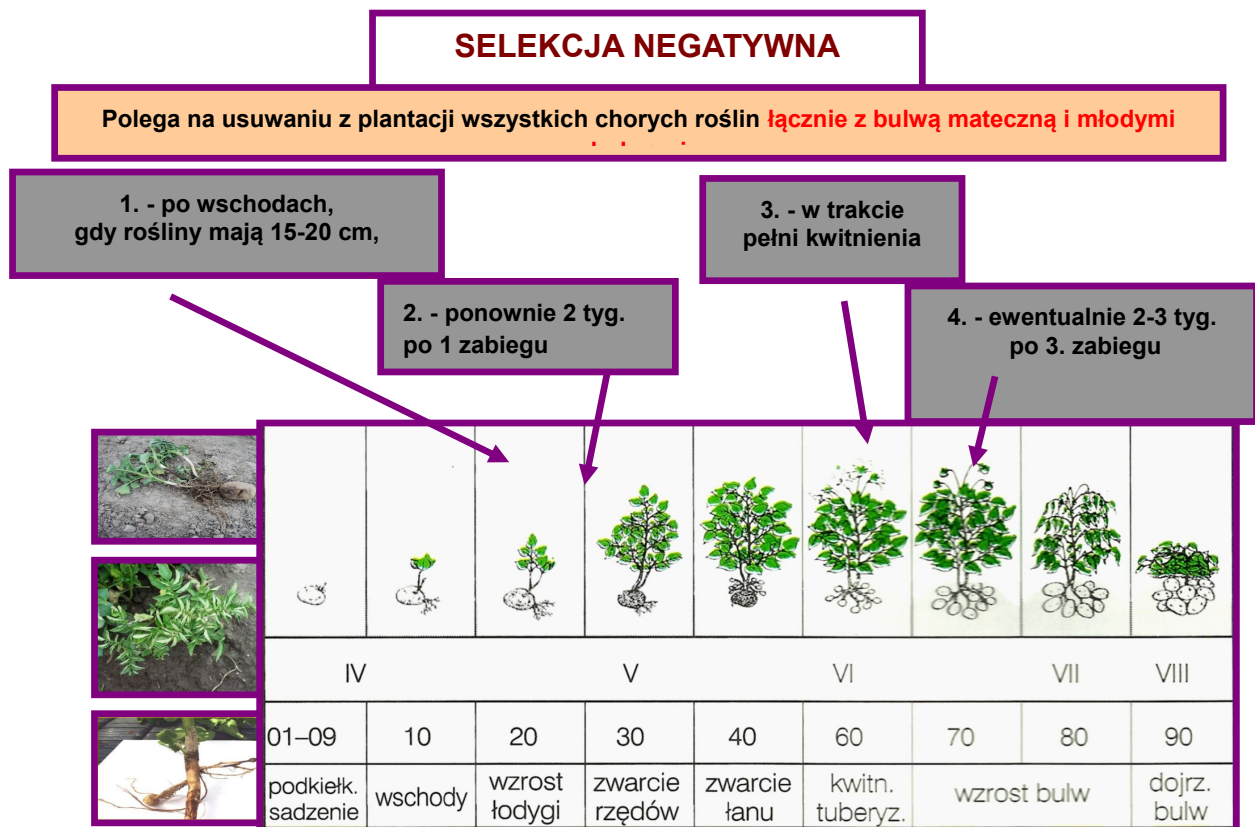 SELEKCJA NEGATYWNA
Polega na usuwaniu z plantacji wszystkich chorych roślin łącznie z bulwą mateczną i młodymi
1. - po wschodach,
gdy rośliny mają 15-20 cm,
2. - ponownie 2 tyg.
po 1 zabiegu
3. - w trakcie
pełni kwitnienia
4. - ewentualnie 2-3 tyg.
po 3. zabiegu
IV V VI VII VIII
01–09 10 20 30 40 60 70 80 90
podkiełk. wschody wzrost zwarcie zwarcie kwitn. wzrost bulw dojrz.
sadzenie łodygi rzędów łanu tuberyz. bulw